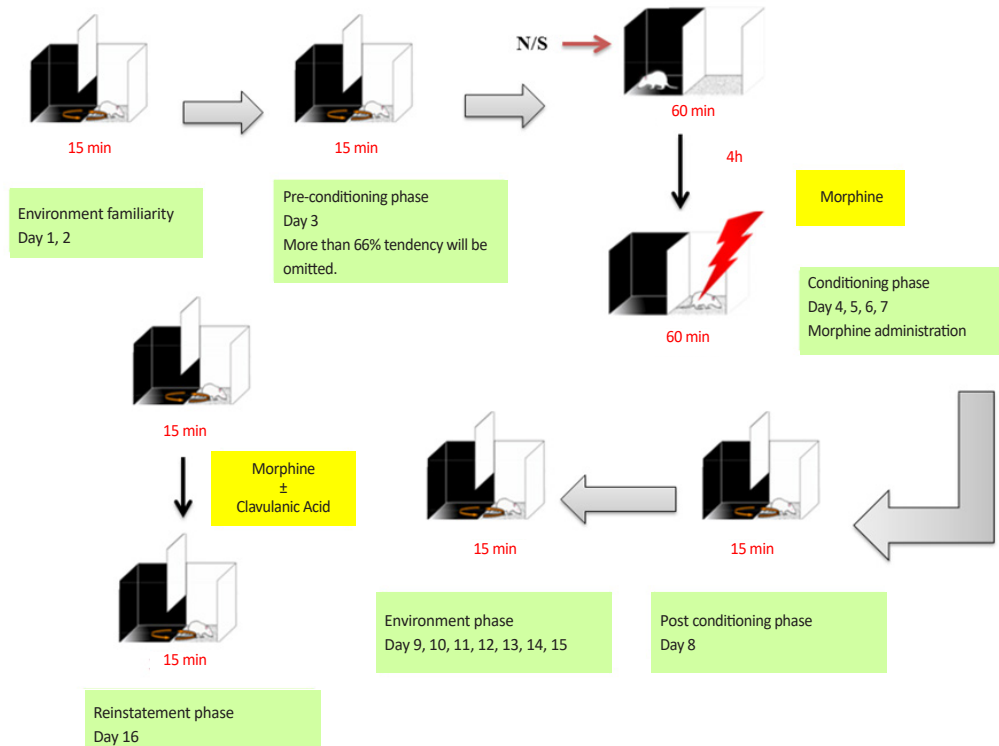 15 min
Environment familiarity
Day 1, 2
15 min
Pre-conditioning phase
Day 3
More than 66% tendency will be
omitted.
N/S
60 min
4h
60 min
Morphine
Conditioning phase
Day 4, 5, 6, 7
Morphine administration
15 min
Post conditioning phase
Day 8
15 min
Environment phase
Day 9, 10, 11, 12, 13, 14, 15
15 min
Morphine
±
Clavulanic Acid
15 min
Reinstatement phase
Day 16